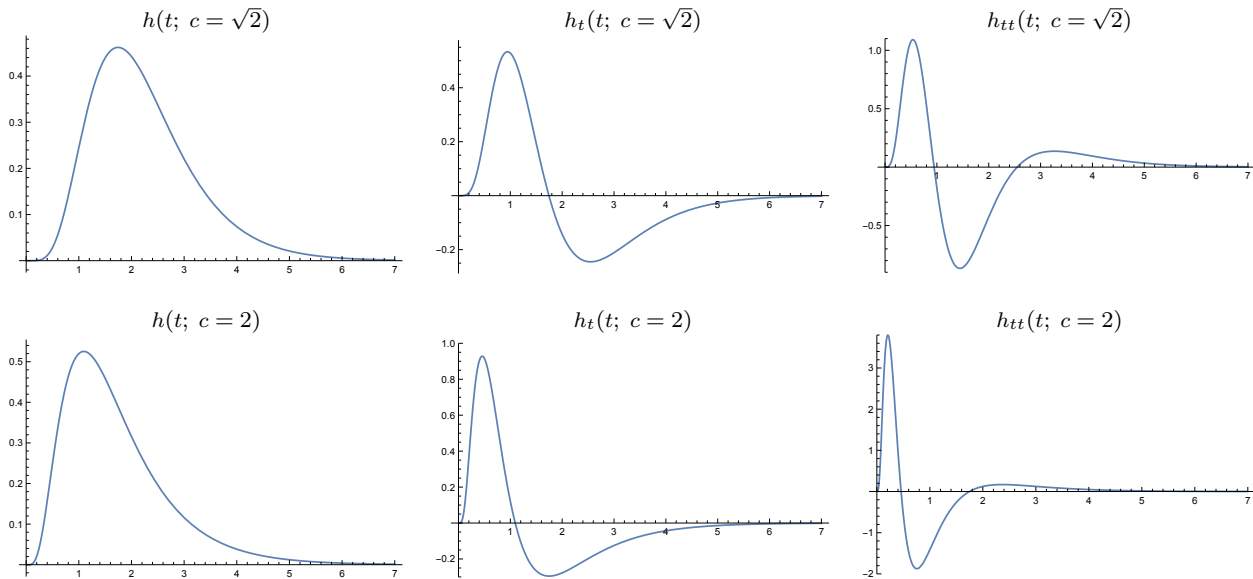 h(t; c = √2)
h_t(t; c = √2)
h_tt(t; c = √2)
0.4
0.3
0.2
0.1
1 2 3 4 5 6 7
0.4
0.2
−0.2
1 2 3 4 5 6 7
1.0
0.5
−0.5
1 2 3 4 5 6 7
h(t; c = 2)
h_t(t; c = 2)
h_tt(t; c = 2)
0.5
0.4
0.3
0.2
0.1
1 2 3 4 5 6 7
1.0
0.8
0.6
0.4
0.2
−0.2
1 2 3 4 5 6 7
3
2
1
−1
−2
1 2 3 4 5 6 7